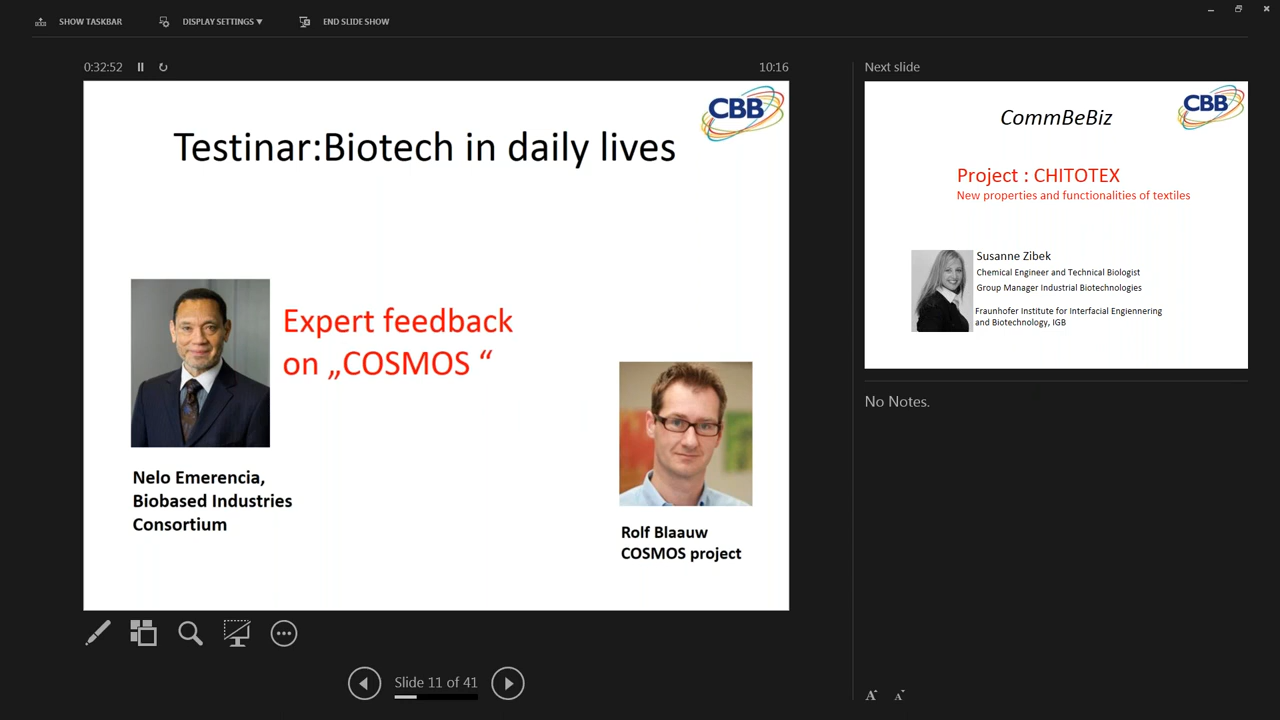 SHOW TASKBAR
DISPLAY SETTINGS ▼
END SLIDE SHOW
0:32:52
10:16
CBB
Testinar:Biotech in daily lives
Expert feedback
on „COSMOS “
Nelo Emerencia,
Biobased Industries
Consortium
Rolf Blaauw
COSMOS project
Slide 11 of 41
Next slide
CommBeBiz
CBB
Project : CHITOTEX
New properties and functionalities of textiles
Susanne Zibek
Chemical Engineer and Technical Biologist
Group Manager Industrial Biotechnologies
Fraunhofer Institute for Interfacial Engiennering
and Biotechnology, IGB
No Notes.
A A